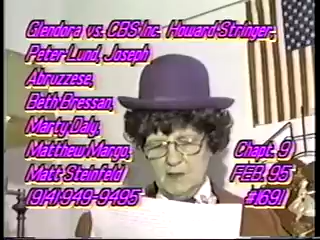 Glendora vs. CBS Inc. Howard Stringer,
Peter Lund, Joseph
Abruzzese,
Beth Bressan,
Marty Daly,
Matthew Margo, Chapt. 9
Matt Steinfeld FEB. 95
(914)-949-9495 #1691